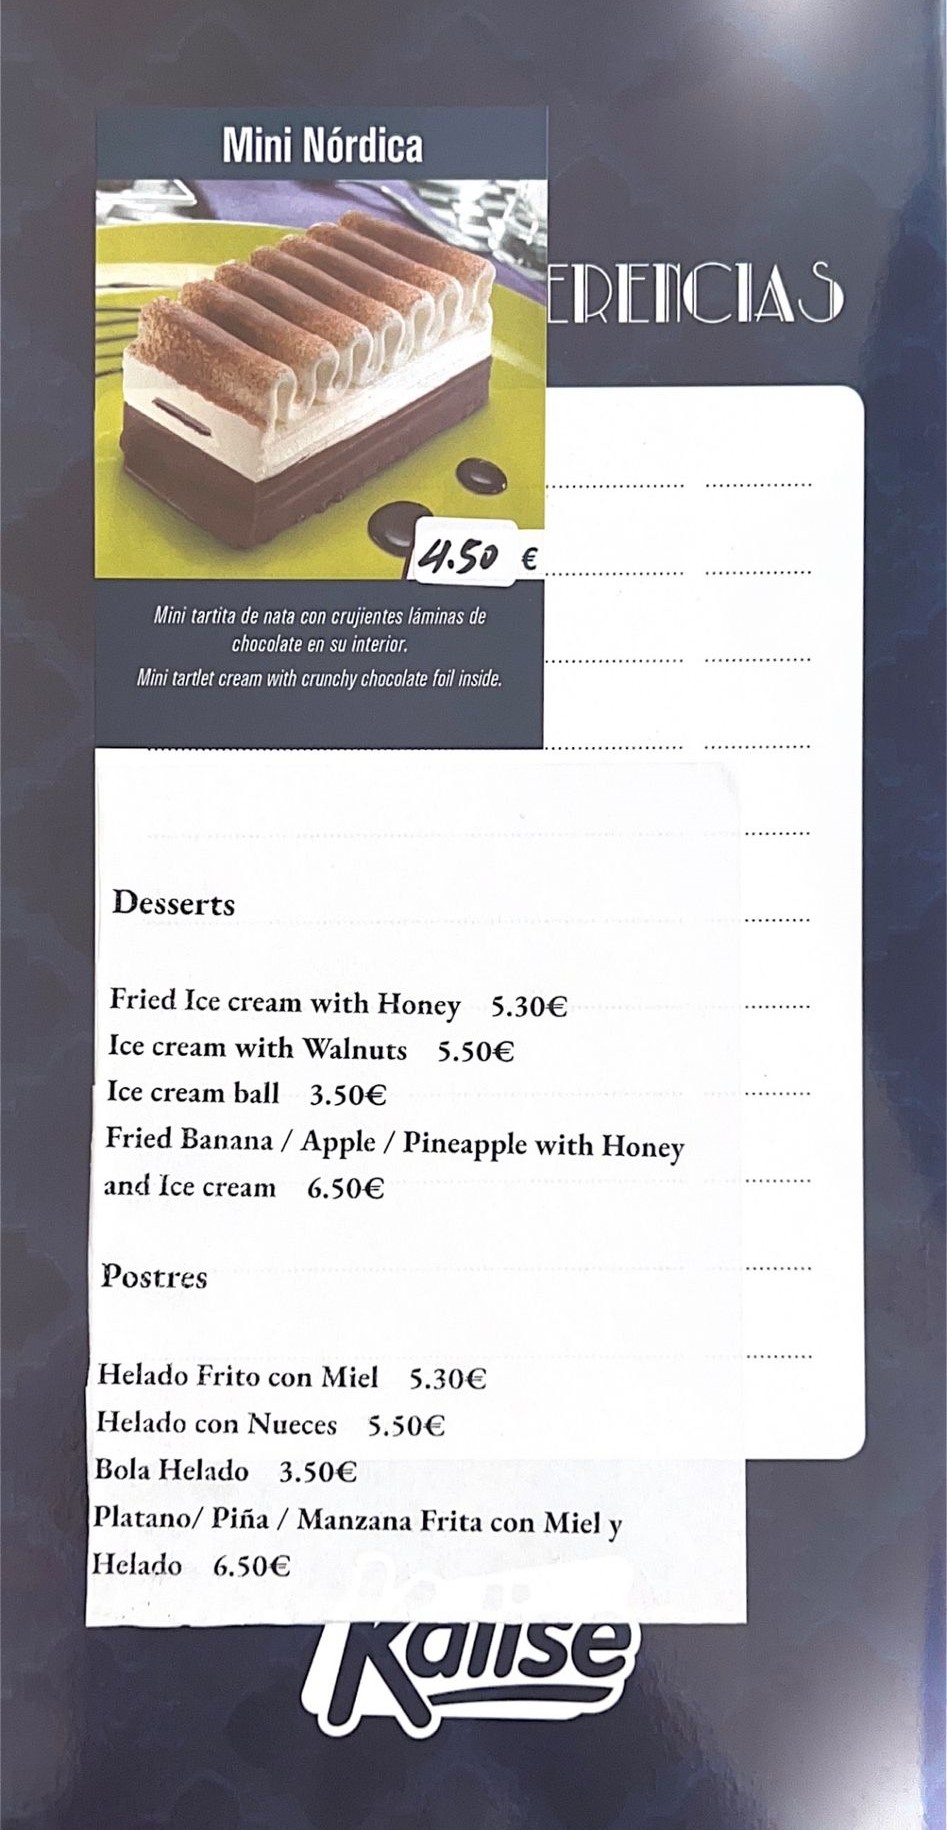 Mini Nórdica
ERENCIAS
4.50 €
Mini tartita de nata con crujientes láminas de
chocolate en su interior.
Mini tartlet cream with crunchy chocolate foil inside.
Desserts
Fried Ice cream with Honey 5.30€
Ice cream with Walnuts 5.50€
Ice cream ball 3.50€
Fried Banana / Apple / Pineapple with Honey
and Ice cream 6.50€
Postres
Helado Frito con Miel 5.30€
Helado con Nueces 5.50€
Bola Helado 3.50€
Platano/ Piña / Manzana Frita con Miel y
Helado 6.50€
Kalise